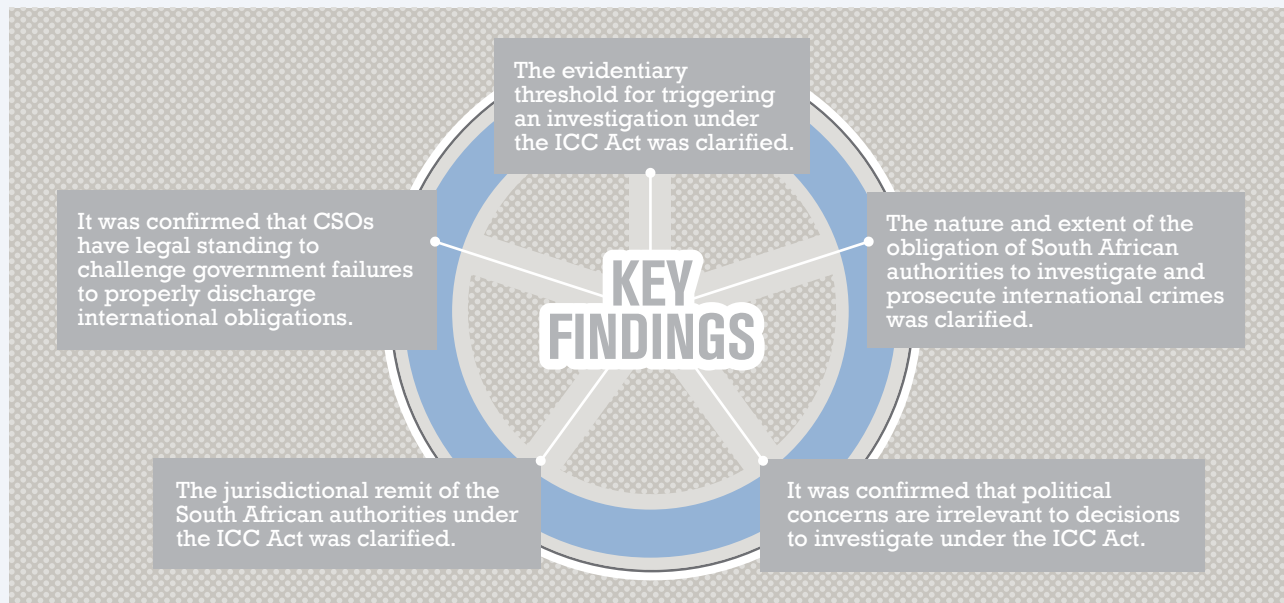 The evidentiary
threshold for triggering
an investigation under
the ICC Act was clarified.
It was confirmed that CSOs
have legal standing to
challenge government failures
to properly discharge
international obligations.
The nature and extent of the
obligation of South African
authorities to investigate and
prosecute international crimes
was clarified.
KEY
FINDINGS
The jurisdictional remit of the
South African authorities under
the ICC Act was clarified.
It was confirmed that political
concerns are irrelevant to decisions
to investigate under the ICC Act.